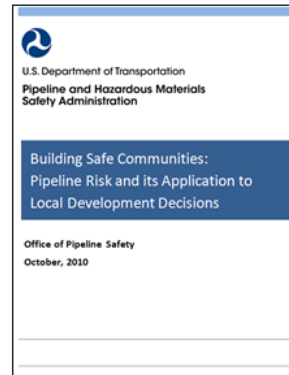 U.S. Department of Transportation
Pipeline and Hazardous Materials
Safety Administration
Building Safe Communities:
Pipeline Risk and its Application to
Local Development Decisions
Office of Pipeline Safety
October, 2010